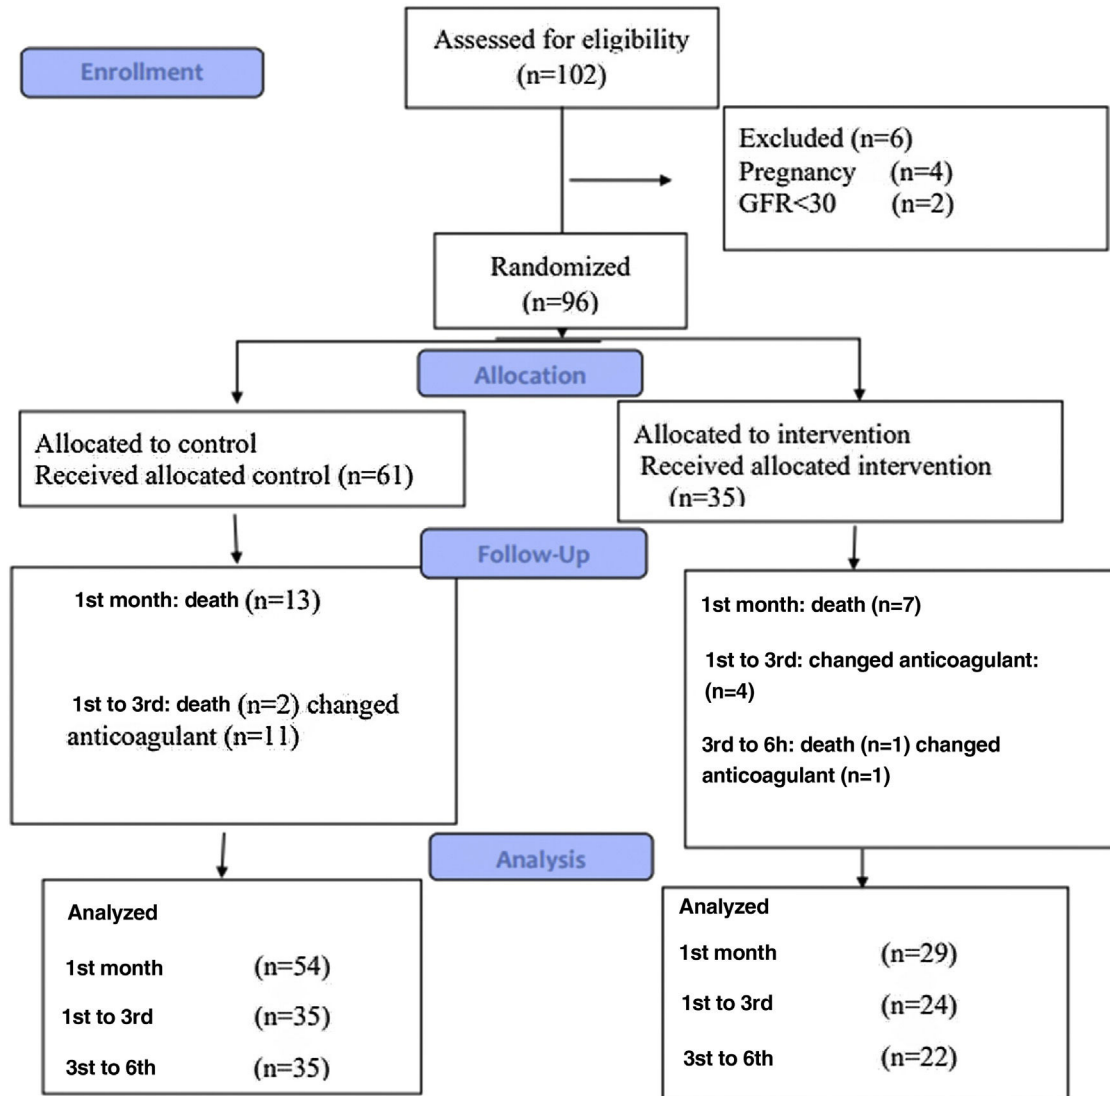 Enrollment
Assessed for eligibility
(n=102)
Excluded (n=6)
Pregnancy (n=4)
GFR<30 (n=2)
Randomized
(n=96)
Allocation
Allocated to control
Received allocated control (n=61)
Allocated to intervention
Received allocated intervention
(n=35)
Follow-Up
1st month: death (n=13)
1st to 3rd: death (n=2) changed
anticoagulant (n=11)
1st month: death (n=7)
1st to 3rd: changed anticoagulant:
(n=4)
3rd to 6h: death (n=1) changed
anticoagulant (n=1)
Analysis
Analyzed
1st month (n=54)
1st to 3rd (n=35)
3st to 6th (n=35)
Analyzed
1st month (n=29)
1st to 3rd (n=24)
3st to 6th (n=22)